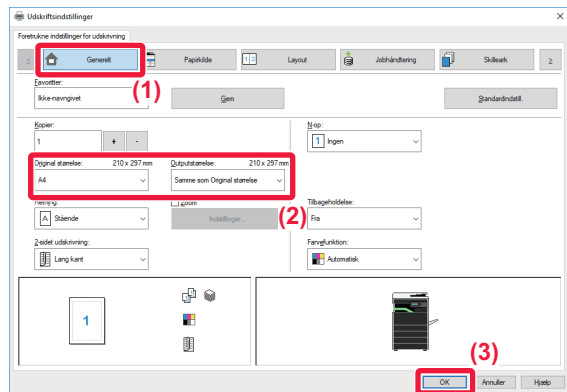 Udskriftsindstillinger
Foretrukne indstillinger for udskrivning
Generelt
Papirkilde
Layout
Jobhåndtering
Skilleark
(1)
Favoritter:
Ikke-navngivet
Gem
Standardindstill.
Kopier:
1
+ -
N-op:
1 Ingen
Original størrelse: 210 x 297 mm
Outputstørrelse: 210 x 297 mm
A4
Samme som Original størrelse
(2)
Retning:
Zoom
A Stående
Indstillinger...
Tilbageholdelse:
Fra
2-sidet udskrivning:
Lang kant
Farvefunktion:
Automatisk
1
(3)
OK
Annuller
Hjælp